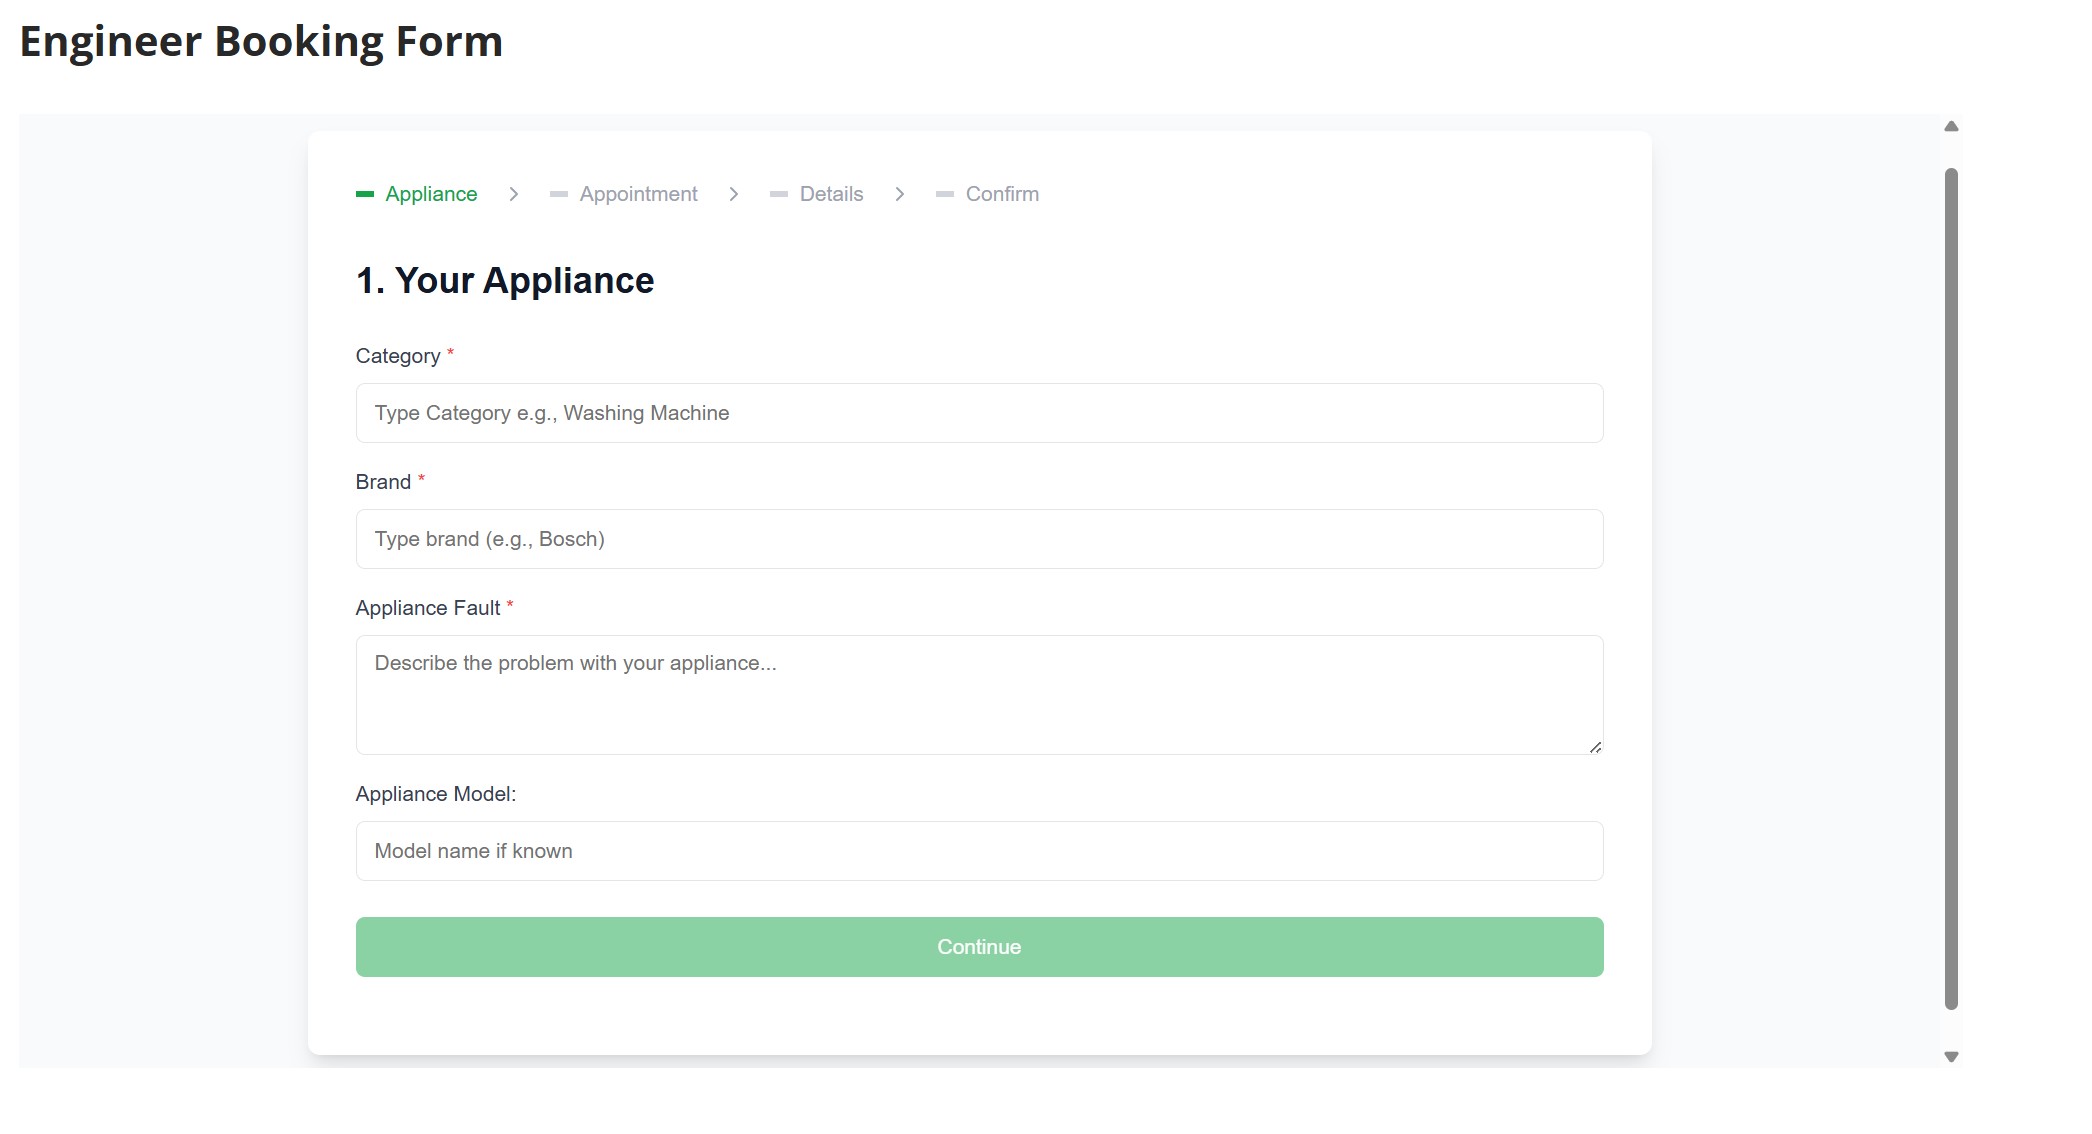 Engineer Booking Form
Appliance > Appointment > Details > Confirm
1. Your Appliance
Category *
Type Category e.g., Washing Machine
Brand *
Type brand (e.g., Bosch)
Appliance Fault *
Describe the problem with your appliance...
Appliance Model:
Model name if known
Continue